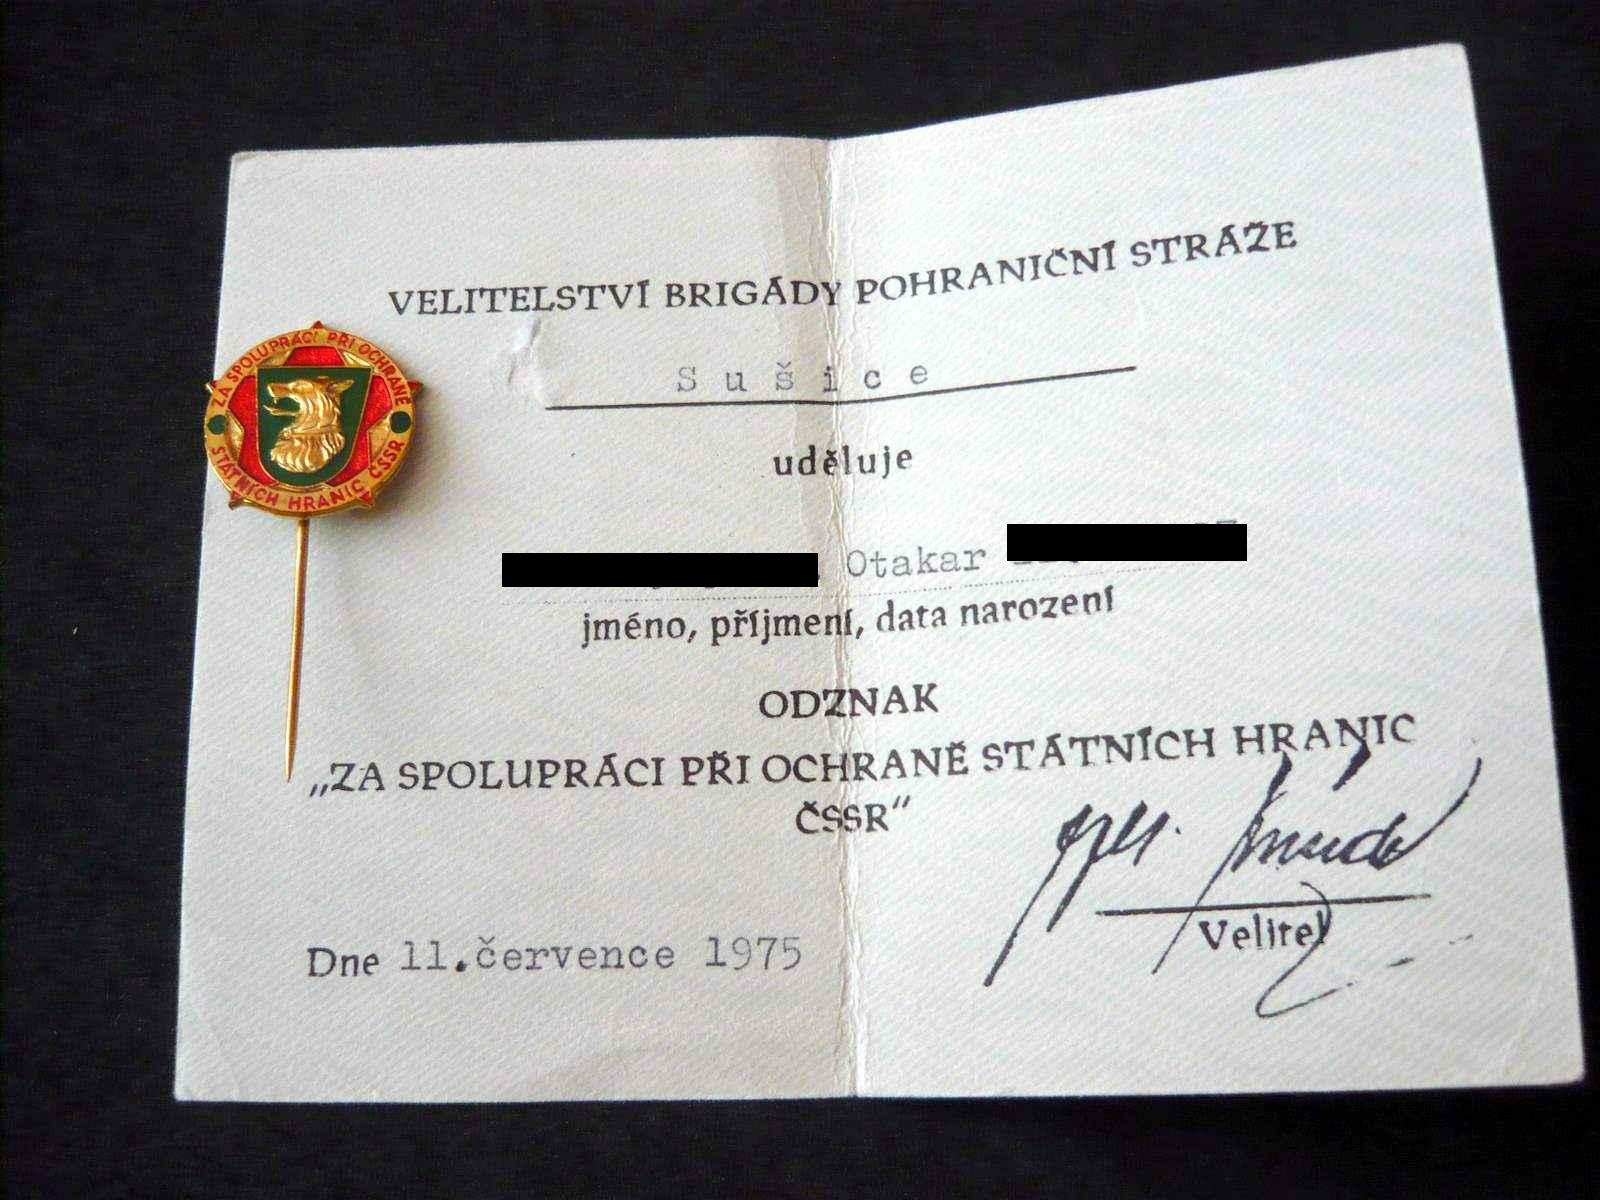 VELITELSTVÍ BRIGÁDY POHRANIČNÍ STRÁŽE
Sušice
uděluje
Otakar
jméno, příjmení, data narození
ODZNAK
„ZA SPOLUPRÁCI PŘI OCHRANĚ STÁTNÍCH HRANIC
ČSSR"
Velitel
Dne 11.července 1975
ZA SPOLUPRÁCI PŘI OCHRANĚ
STÁTNÍCH HRANIC ČSSR